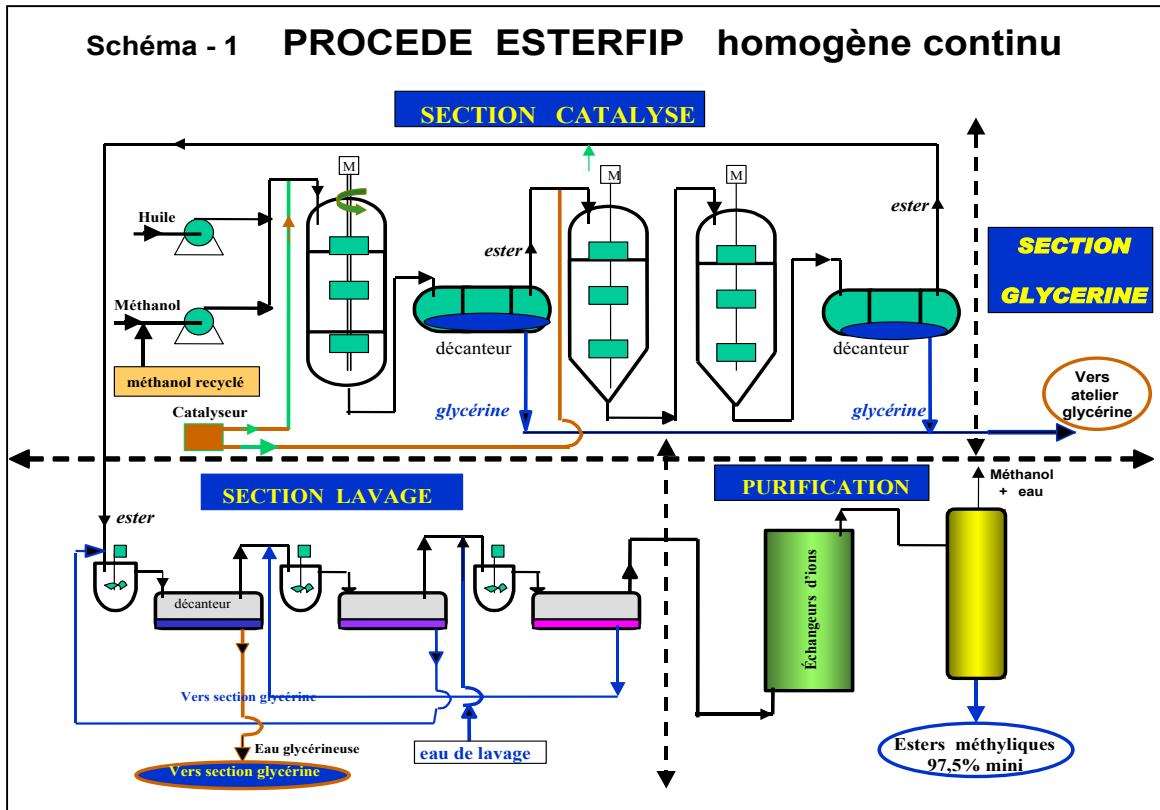 Schéma - 1 PROCEDE ESTERFIP homogène continu
SECTION CATALYSE
M
M
M
Huile
ester
ester
SECTION
GLYCERINE
Méthanol
décanteur
décanteur
méthanol recyclé
Catalyseur
glycérine
glycérine
Vers
atelier
glycérine
SECTION LAVAGE
PURIFICATION
Méthanol
+ eau
ester
décanteur
Échangeurs d'ions
Vers section glycérine
Eau glycérineuse
eau de lavage
Vers section glycérine
Esters méthyliques
97,5% mini